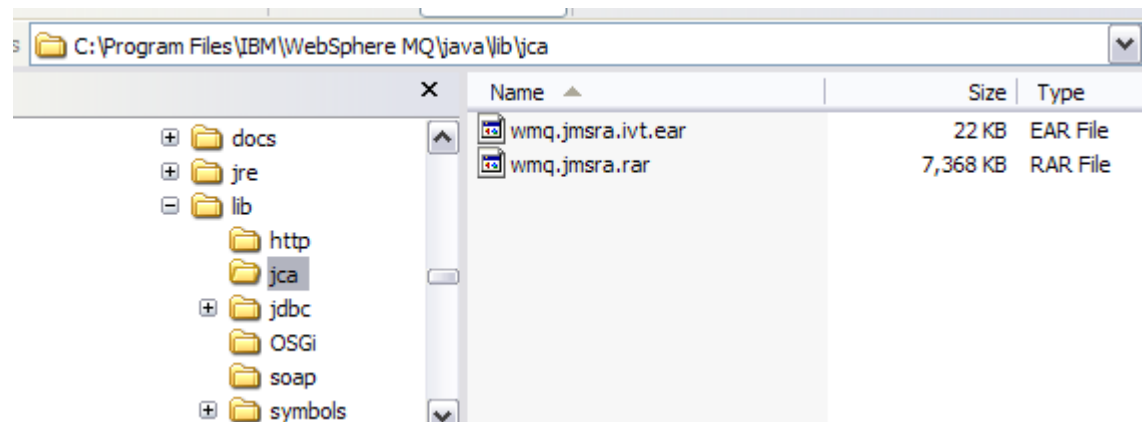 C:\Program Files\IBM\WebSphere MQ\java\lib\jca
Name Size Type
docs
jre
lib
http
jca
jdbc
OSGi
soap
symbols
wmq.jmsra.ivt.ear 22 KB EAR File
wmq.jmsra.rar 7,368 KB RAR File